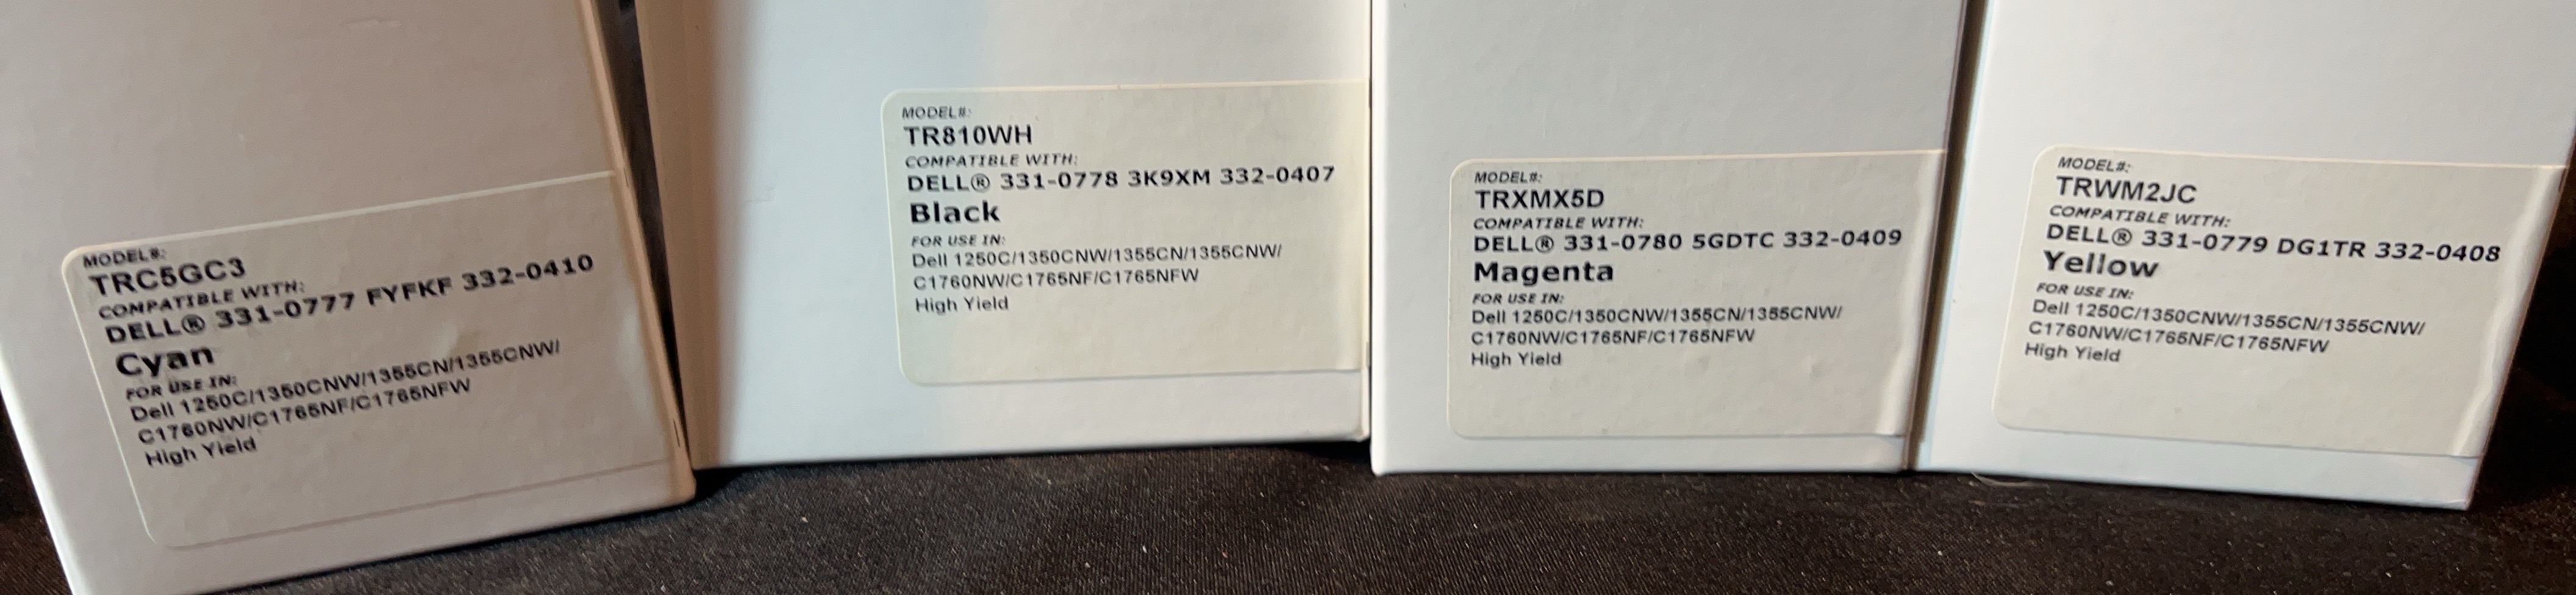 MODEL#:
TRC5GC3
COMPATIBLE WITH:
DELL® 331-0777 FYFKF 332-0410
Cyan
FOR USE IN:
Dell 1250C/1350CNW/1355CN/1355CNW/
C1760NW/C1765NF/C1765NFW
High Yield
MODEL#:
TR810WH
COMPATIBLE WITH:
DELL® 331-0778 3K9XM 332-0407
Black
FOR USE IN:
Dell 1250C/1350CNW/1355CN/1355CNW/
C1760NW/C1765NF/C1765NFW
High Yield
MODEL#:
TRXMX5D
COMPATIBLE WITH:
DELL® 331-0780 5GDTC 332-0409
Magenta
FOR USE IN:
Dell 1250C/1350CNW/1355CN/1355CNW/
C1760NW/C1765NF/C1765NFW
High Yield
MODEL#:
TRWM2JC
COMPATIBLE WITH:
DELL® 331-0779 DG1TR 332-0408
Yellow
FOR USE IN:
Dell 1250C/1350CNW/1355CN/1355CNW/
C1760NW/C1765NF/C1765NFW
High Yield